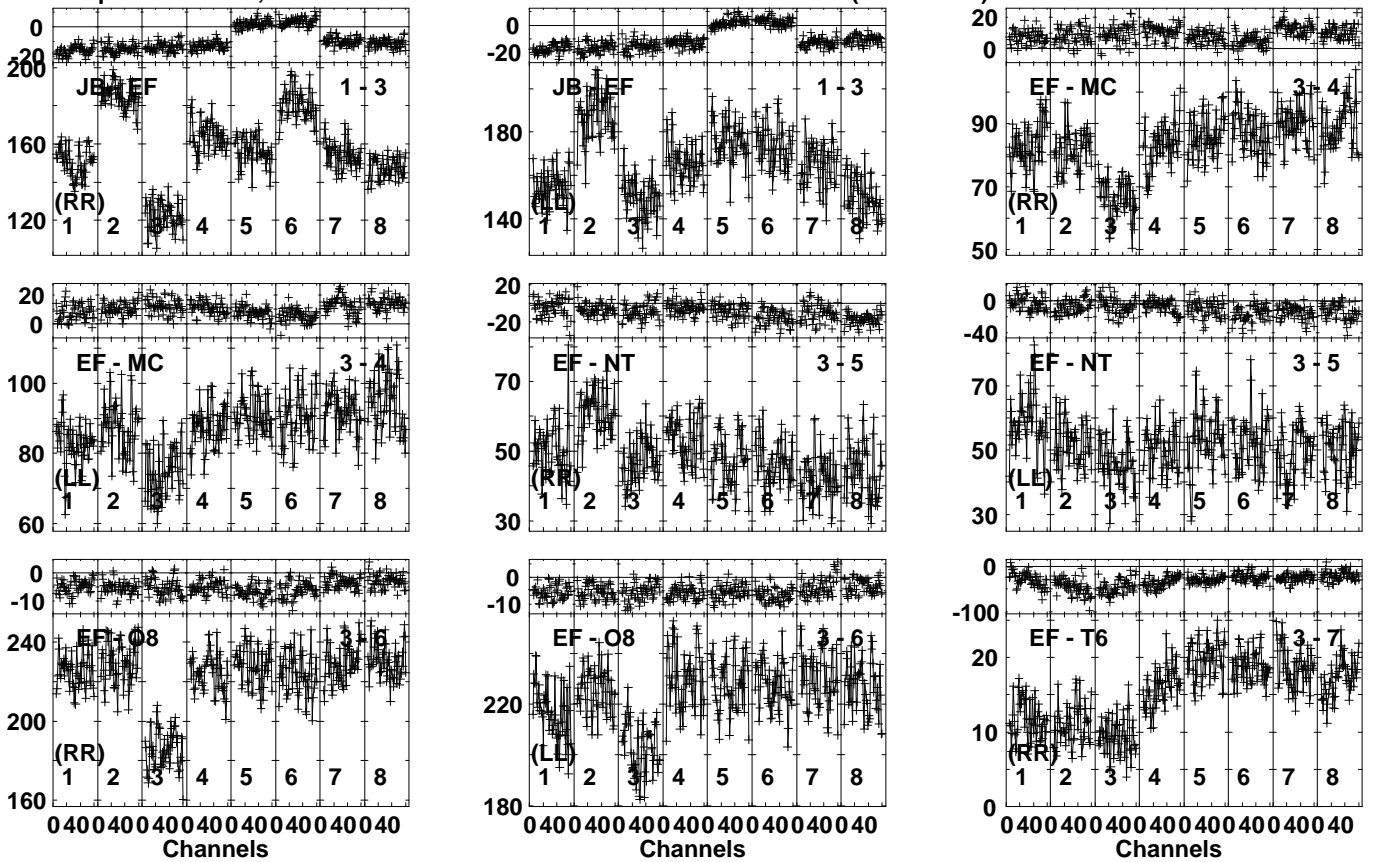 0
-20
200
160
120
JB - EF 1 - 3
(RR)
1 2 3 4 5 6 7 8
0
-20
180
140
JB - EF 1 - 3
(LL)
1 2 3 4 5 6 7 8
20
0
90
70
50
EF - MC 3 - 4
(RR)
1 2 3 4 5 6 7 8
20
0
100
80
60
EF - MC 3 - 4
(LL)
1 2 3 4 5 6 7 8
20
-20
70
50
30
EF - NT 3 - 5
(RR)
1 2 3 4 5 6 7 8
0
-40
70
50
30
EF - NT 3 - 5
(LL)
1 2 3 4 5 6 7 8
0
-10
240
200
160
EF - O8 3 - 6
(RR)
1 2 3 4 5 6 7 8
0 40 0 40 0 40 0 40 0 40 0 40 0 40 0 40
Channels
0
-10
220
180
EF - O8 3 - 6
(LL)
1 2 3 4 5 6 7 8
0 40 0 40 0 40 0 40 0 40 0 40 0 40 0 40
Channels
0
-100
20
10
0
EF - T6 3 - 7
(RR)
1 2 3 4 5 6 7 8
0 40 0 40 0 40 0 40 0 40 0 40 0 40 0 40
Channels